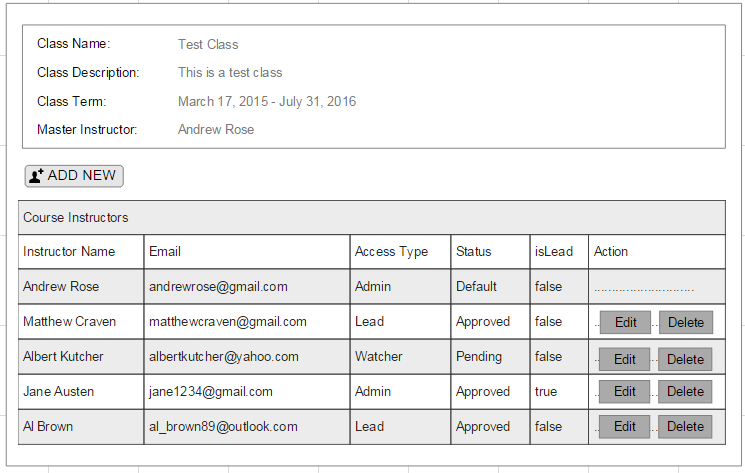 Class Name: Test Class
Class Description: This is a test class
Class Term: March 17, 2015 - July 31, 2016
Master Instructor: Andrew Rose
ADD NEW
Course Instructors
Instructor Name Email Access Type Status isLead Action
Andrew Rose andrewrose@gmail.com Admin Default false ............................
Matthew Craven matthewcraven@gmail.com Lead Approved false .. Edit .. Delete
Albert Kutcher albertkutcher@yahoo.com Watcher Pending false .. Edit .. Delete
Jane Austen jane1234@gmail.com Admin Approved true .. Edit .. Delete
Al Brown al_brown89@outlook.com Lead Approved false .. Edit .. Delete